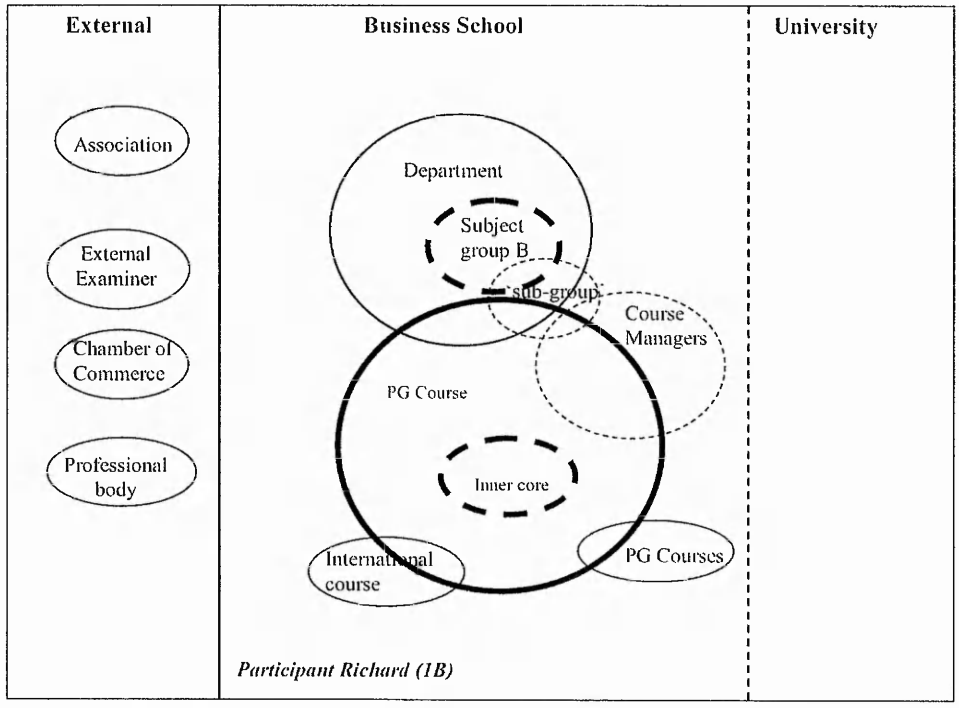 External
Business School
University
Association
External
Examiner
Chamber of
Commerce
Professional
body
Department
Subject
group B
`sub-group`
Course
Managers
PG Course
Inner core
International
course
PG Courses
Participant Richard (1B)